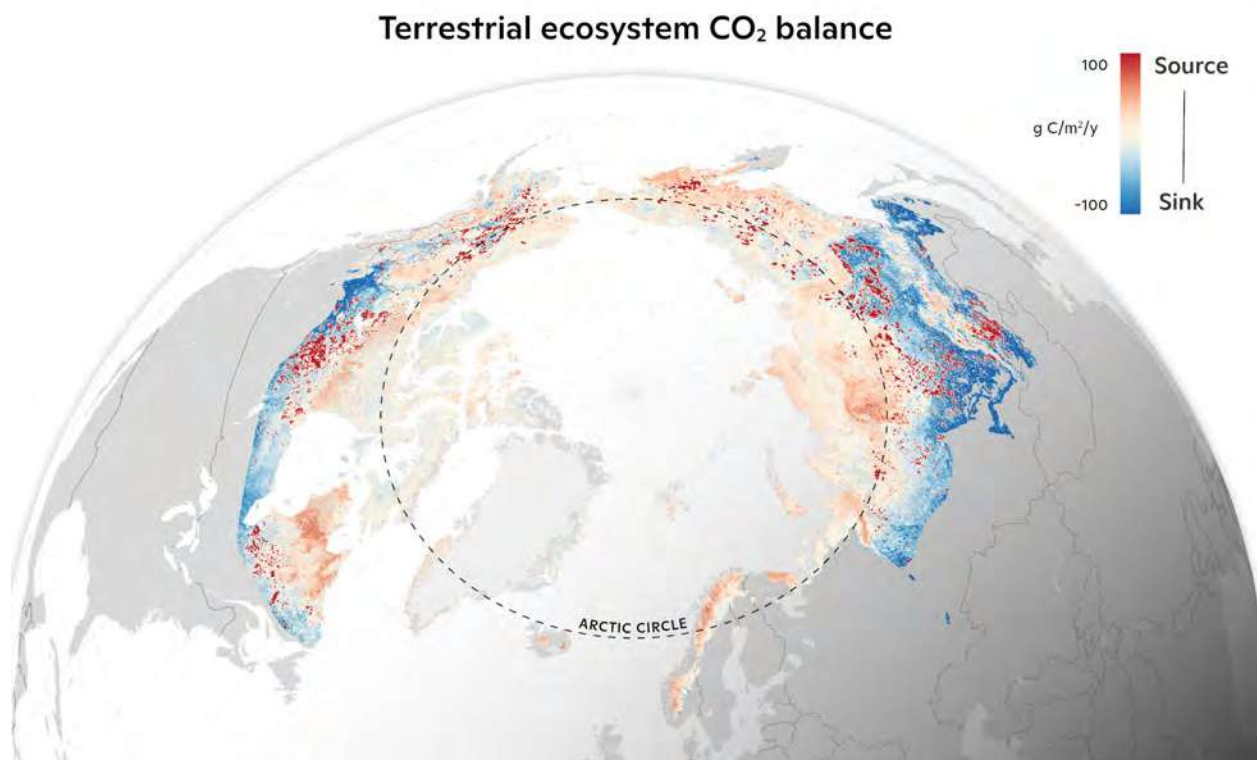 Terrestrial ecosystem CO₂ balance
100
Source
g C/m²/y
-100
Sink
ARCTIC CIRCLE